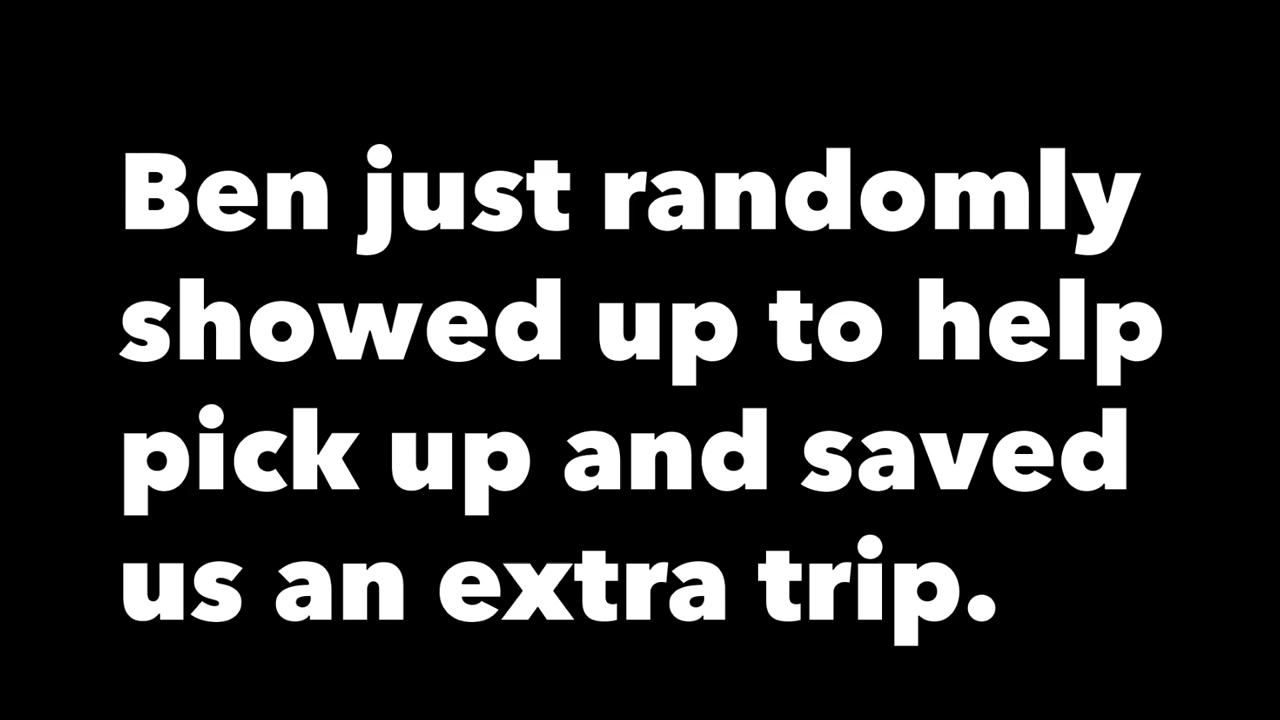 Ben just randomly
showed up to help
pick up and saved
us an extra trip.